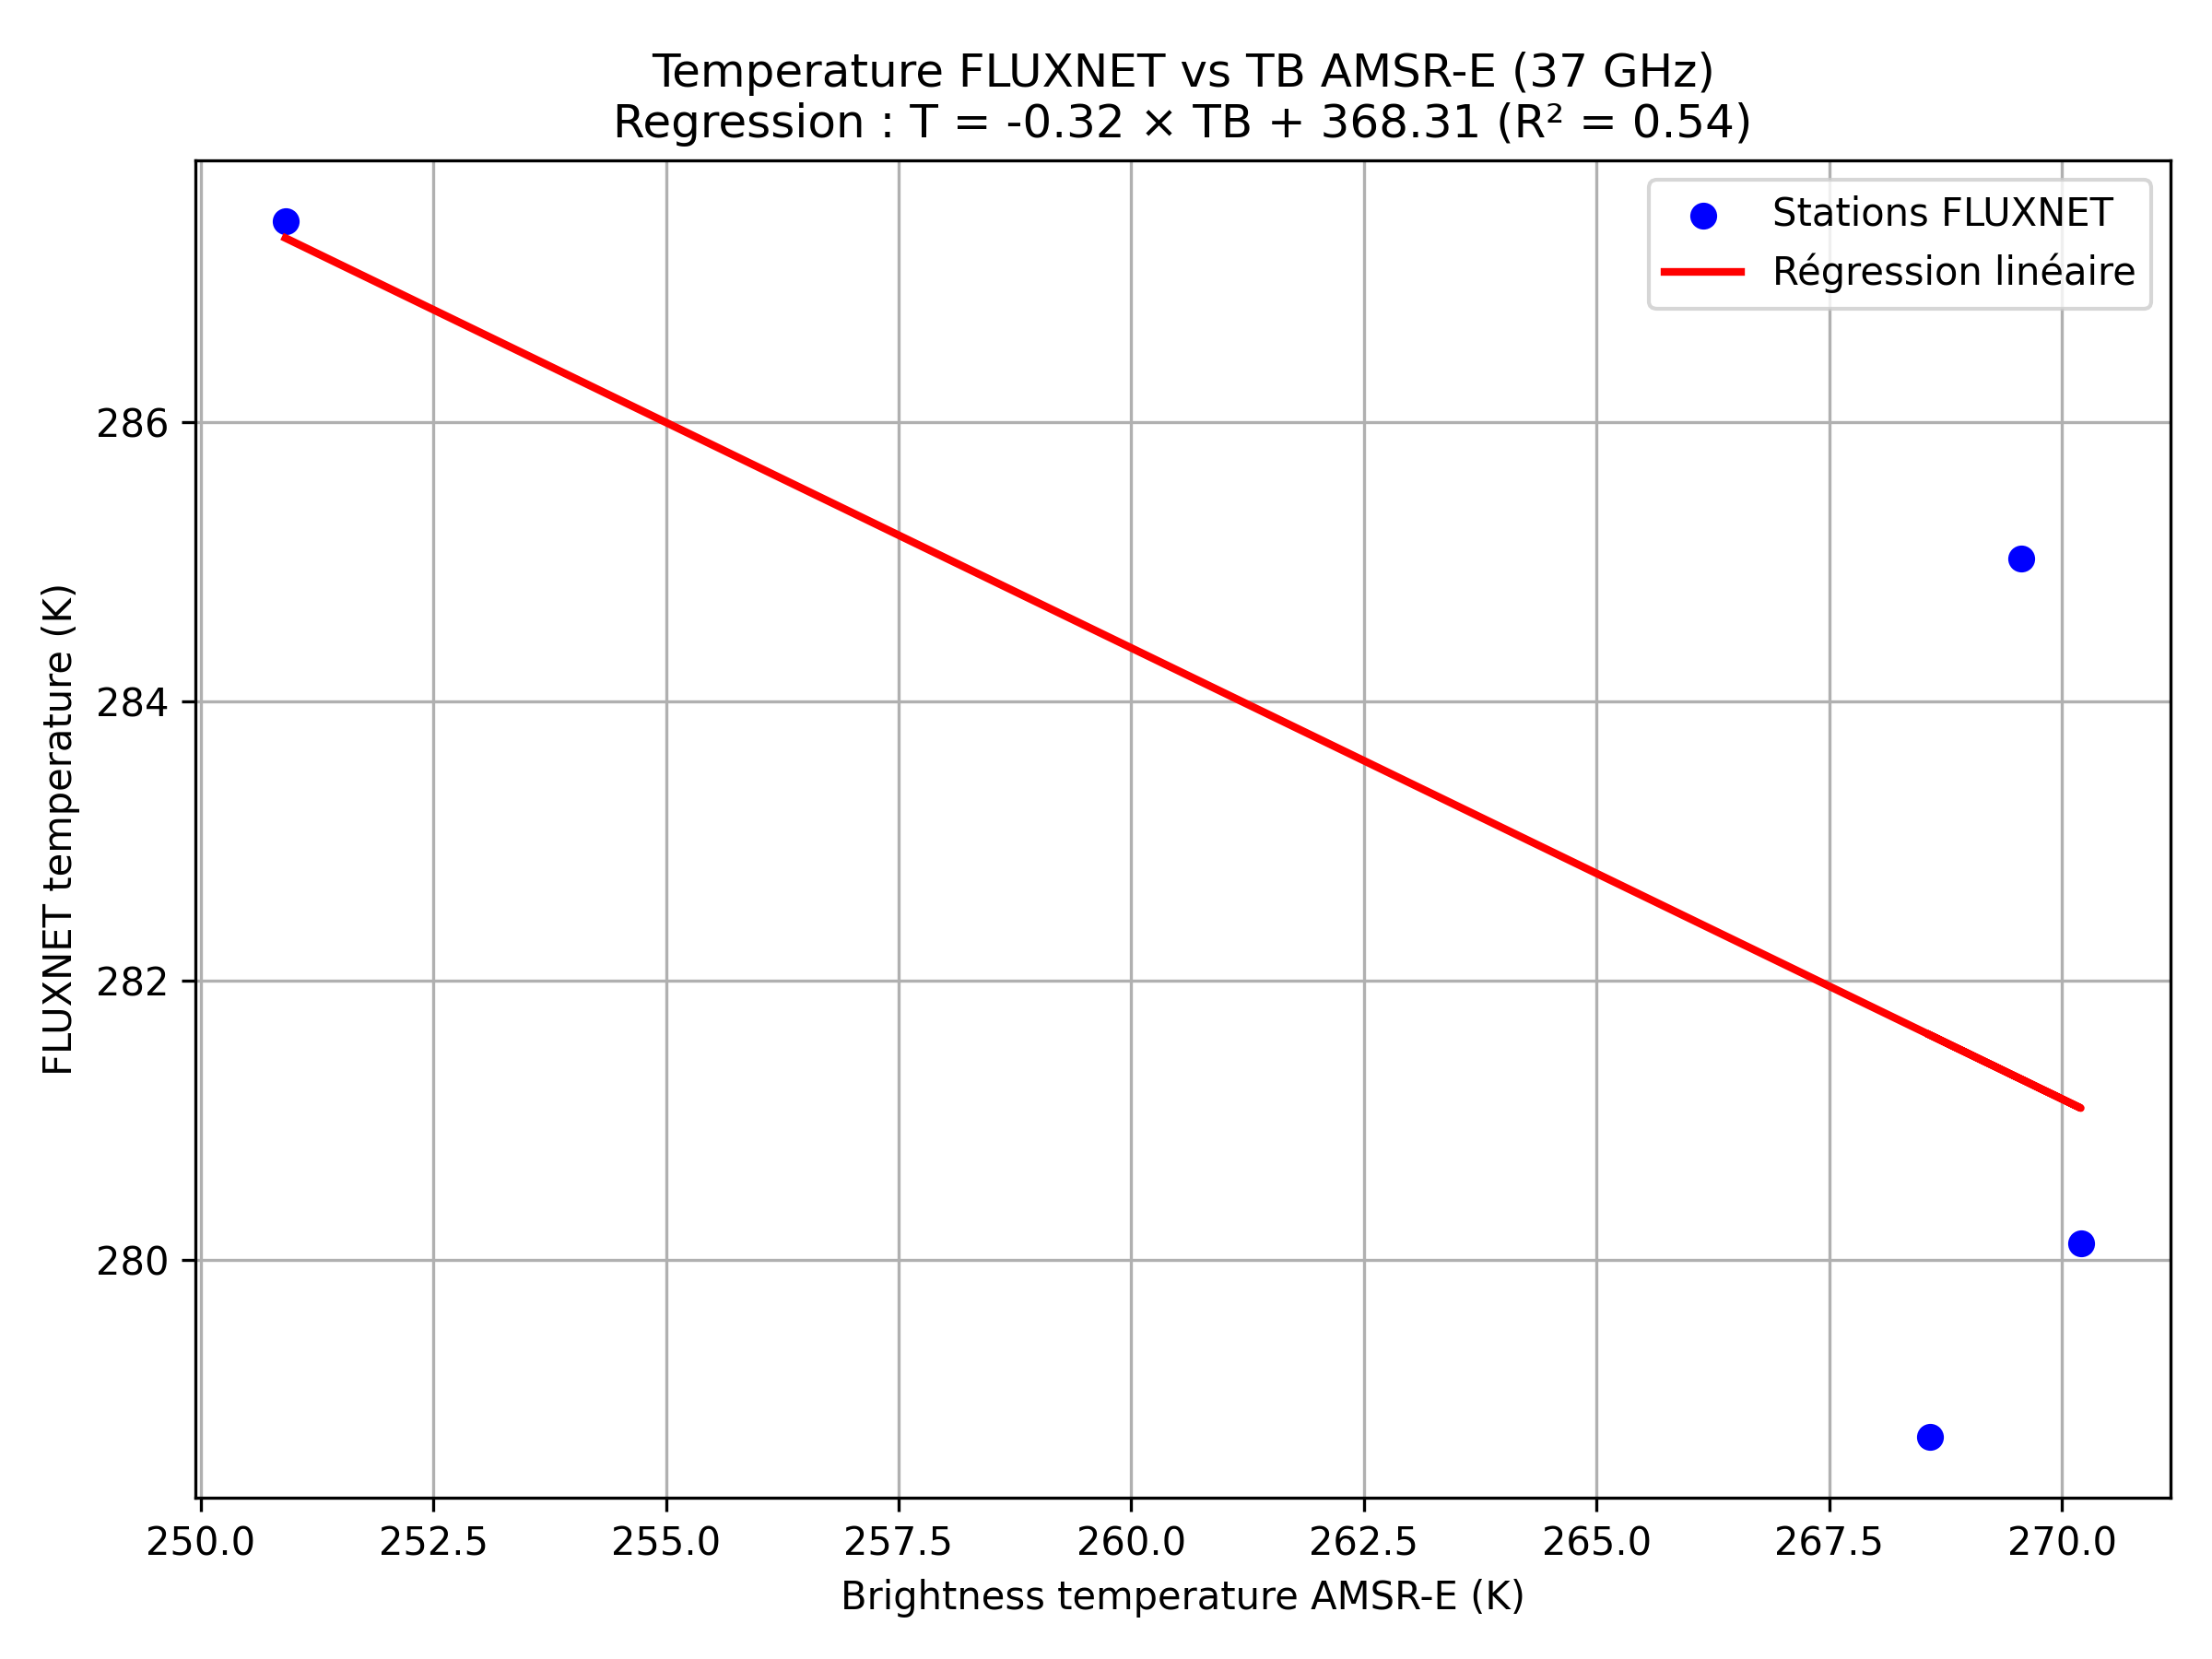 Temperature FLUXNET vs TB AMSR-E (37 GHz)
Regression : T = -0.32 × TB + 368.31 (R² = 0.54)
Stations FLUXNET
Régression linéaire
FLUXNET temperature (K)
286
284
282
280
250.0 252.5 255.0 257.5 260.0 262.5 265.0 267.5 270.0
Brightness temperature AMSR-E (K)